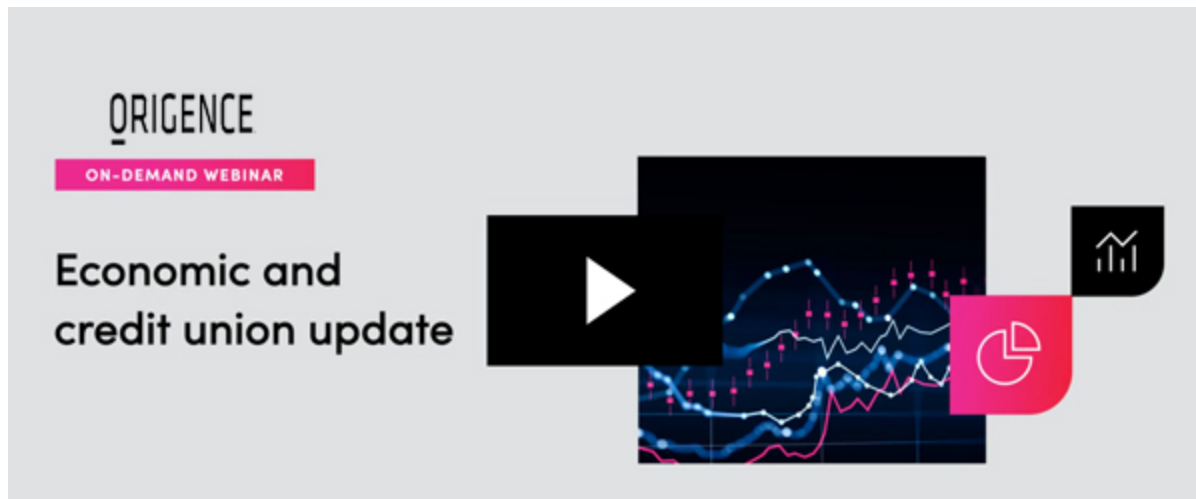 ORIGENCE
ON-DEMAND WEBINAR
Economic and
credit union update